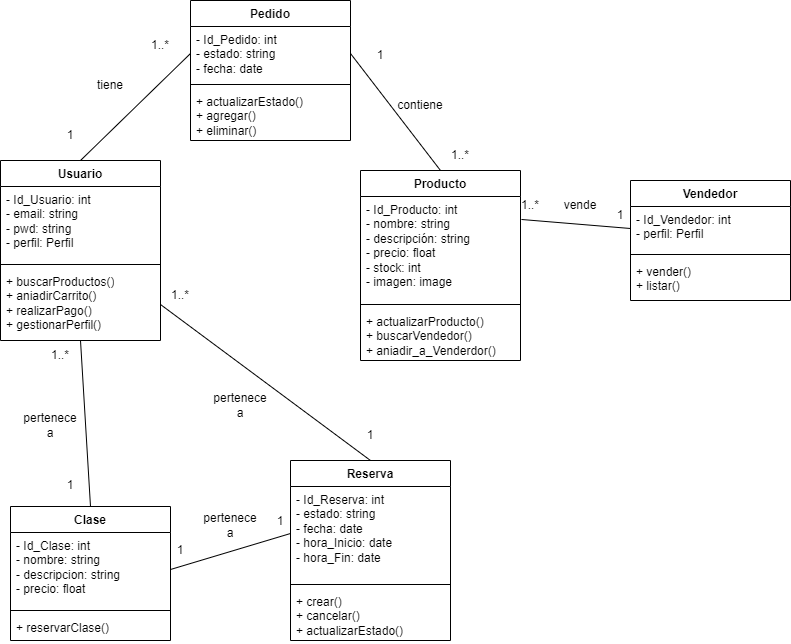 Pedido
- Id_Pedido: int
- estado: string
- fecha: date
+ actualizarEstado()
+ agregar()
+ eliminar()
1..*
tiene
1
1
contiene
1..*
Usuario
- Id_Usuario: int
- email: string
- pwd: string
- perfil: Perfil
+ buscarProductos()
+ aniadirCarrito()
+ realizarPago()
+ gestionarPerfil()
Producto
- Id_Producto: int
- nombre: string
- descripción: string
- precio: float
- stock: int
- imagen: image
+ actualizarProducto()
+ buscarVendedor()
+ aniadir_a_Venderdor()
1..*
vende
1
Vendedor
- Id_Vendedor: int
- perfil: Perfil
+ vender()
+ listar()
1..*
pertenece
a
1
1..*
pertenece
a
1
Clase
- Id_Clase: int
- nombre: string
- descripcion: string
- precio: float
+ reservarClase()
1
pertenece
a
1
Reserva
- Id_Reserva: int
- estado: string
- fecha: date
- hora_Inicio: date
- hora_Fin: date
+ crear()
+ cancelar()
+ actualizarEstado()